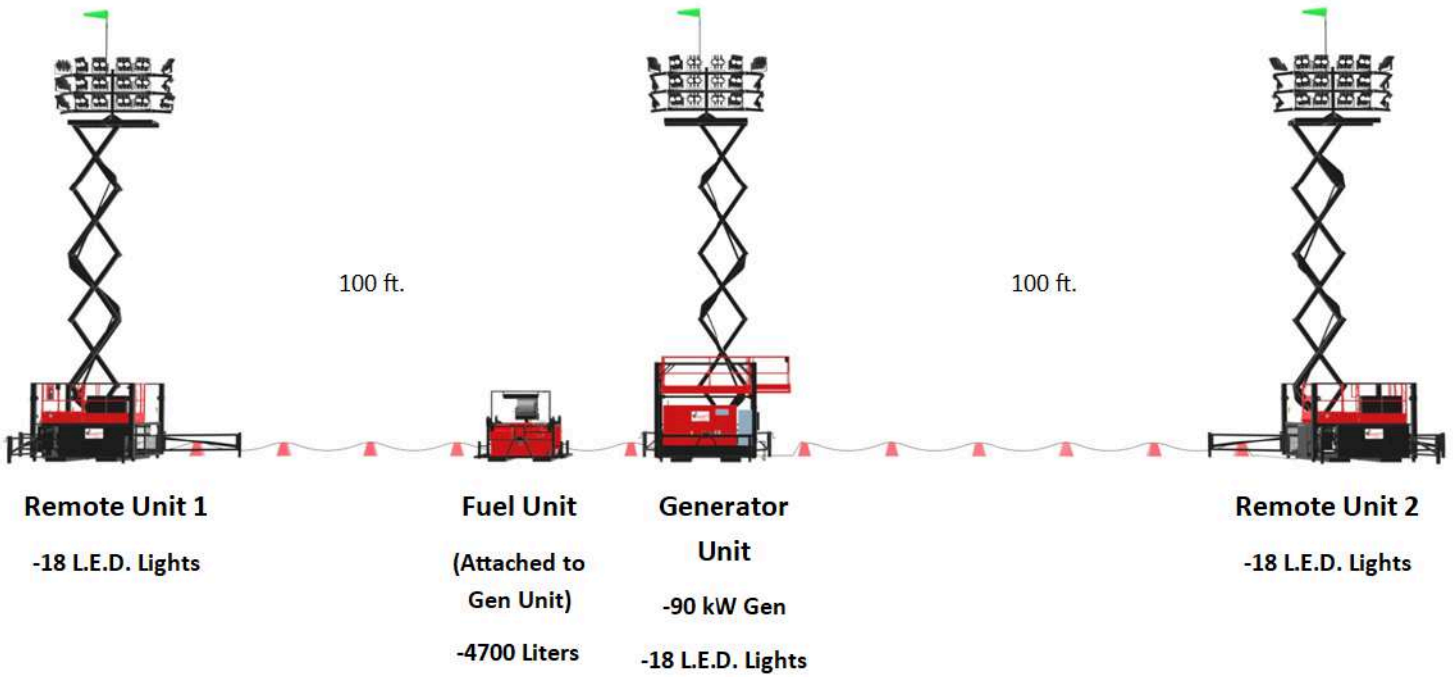 100 ft.
100 ft.
Remote Unit 1
-18 L.E.D. Lights
Fuel Unit
(Attached to
Gen Unit)
-4700 Liters
Generator
Unit
-90 kW Gen
-18 L.E.D. Lights
Remote Unit 2
-18 L.E.D. Lights